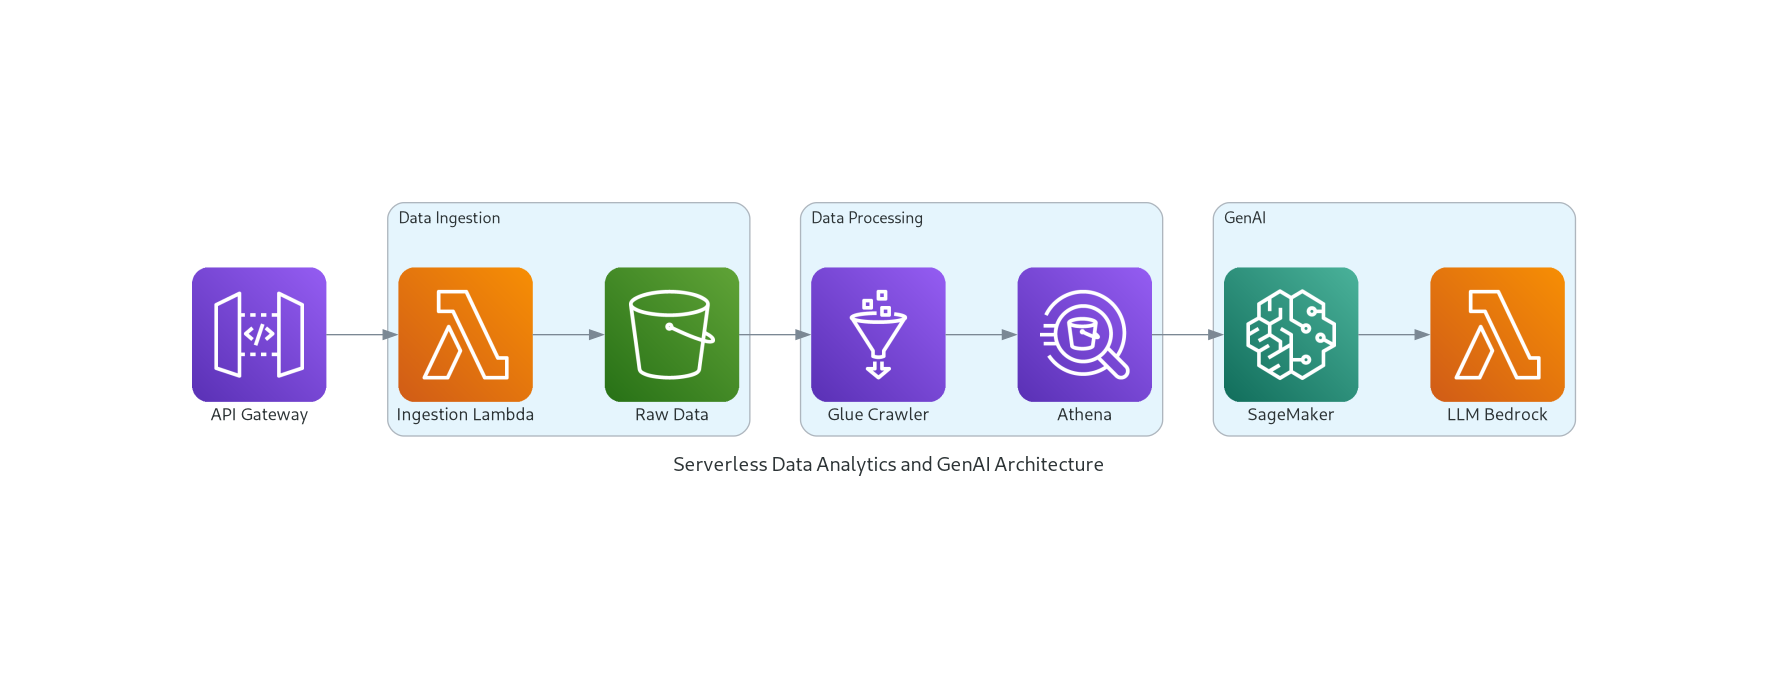 Data Ingestion
Data Processing
GenAI
</>
API Gateway
Ingestion Lambda
Raw Data
Glue Crawler
Athena
SageMaker
LLM Bedrock
Serverless Data Analytics and GenAI Architecture